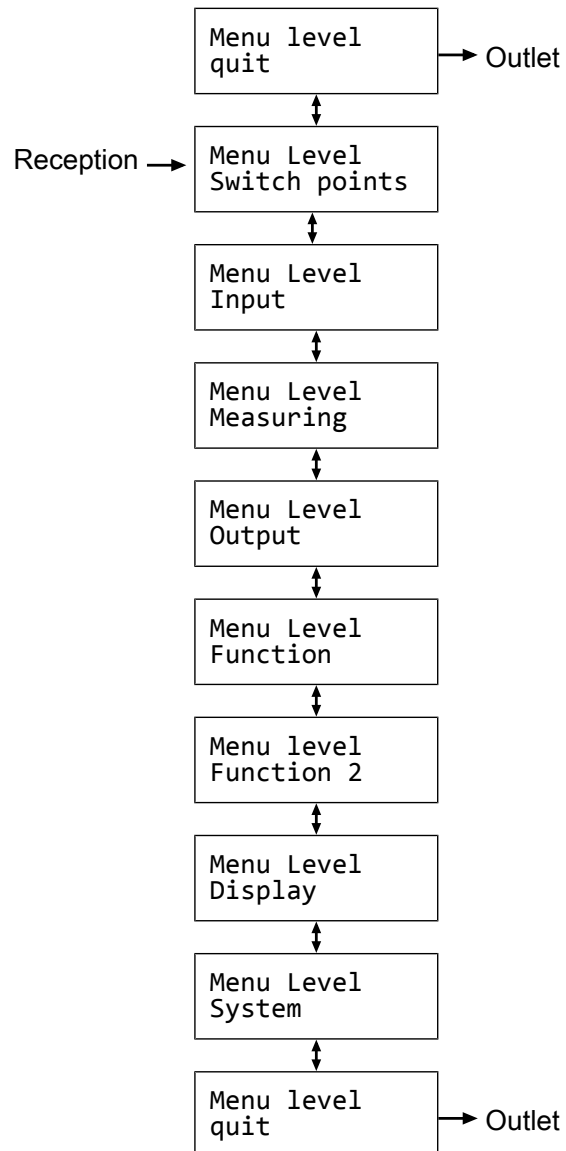 Menu level
quit
Outlet
Reception
Menu Level
Switch points
Menu Level
Input
Menu Level
Measuring
Menu Level
Output
Menu Level
Function
Menu level
Function 2
Menu Level
Display
Menu Level
System
Menu level
quit
Outlet